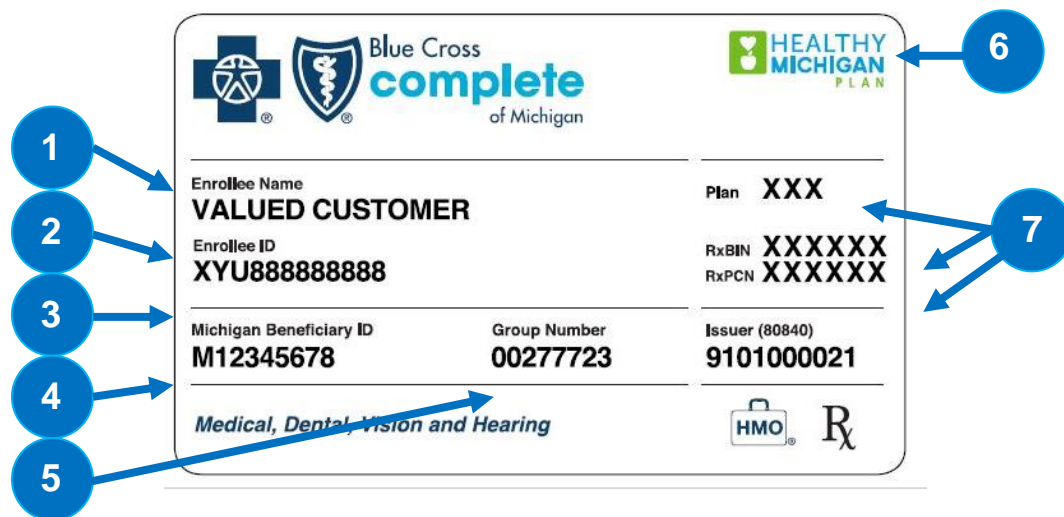 Blue Cross
complete
of Michigan
®
®
HEALTHY
MICHIGAN
PLAN
6
1
Enrollee Name
VALUED CUSTOMER
Plan XXX
2
Enrollee ID
XYU888888888
RxBIN XXXXXX
RxPCN XXXXXX
7
3
Michigan Beneficiary ID
M12345678
Group Number
00277723
Issuer (80840)
9101000021
4
Medical, Dental, Vision and Hearing
HMO ®
Rx
5